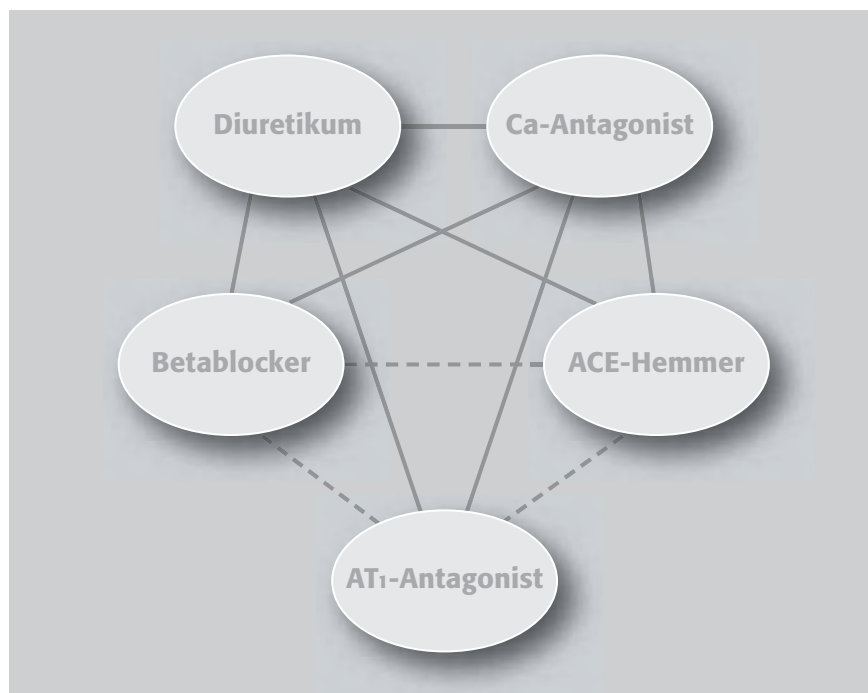 Diuretikum
Ca-Antagonist
Betablocker
ACE-Hemmer
AT₁-Antagonist